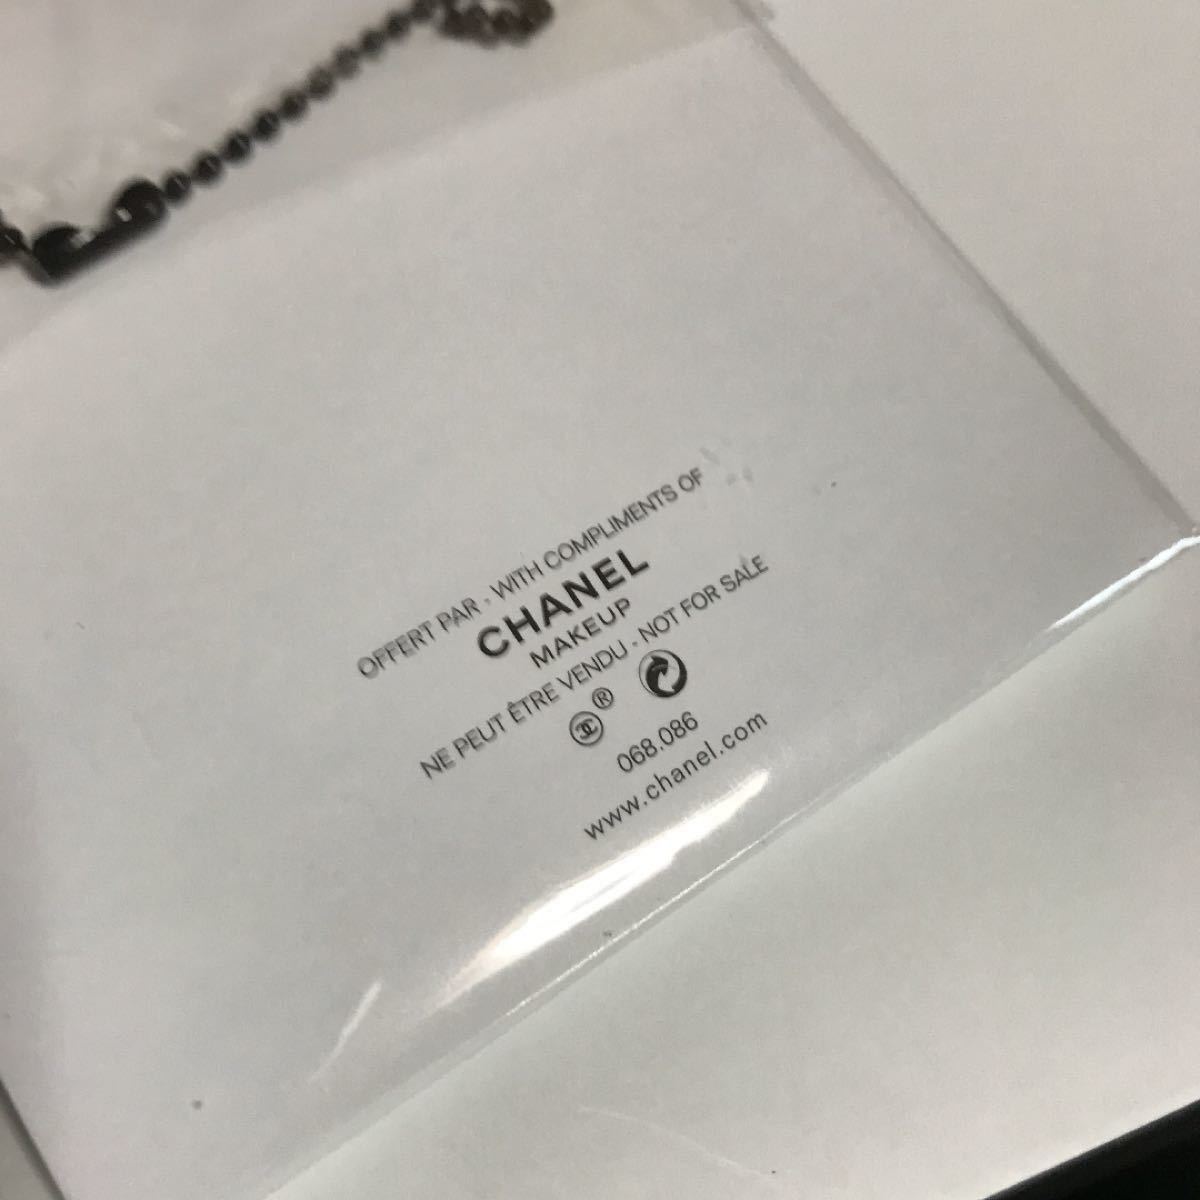 OFFERT PAR - WITH COMPLIMENTS OF
CHANEL
MAKEUP
NE PEUT ÊTRE VENDU - NOT FOR SALE
®
068.086
www.chanel.com